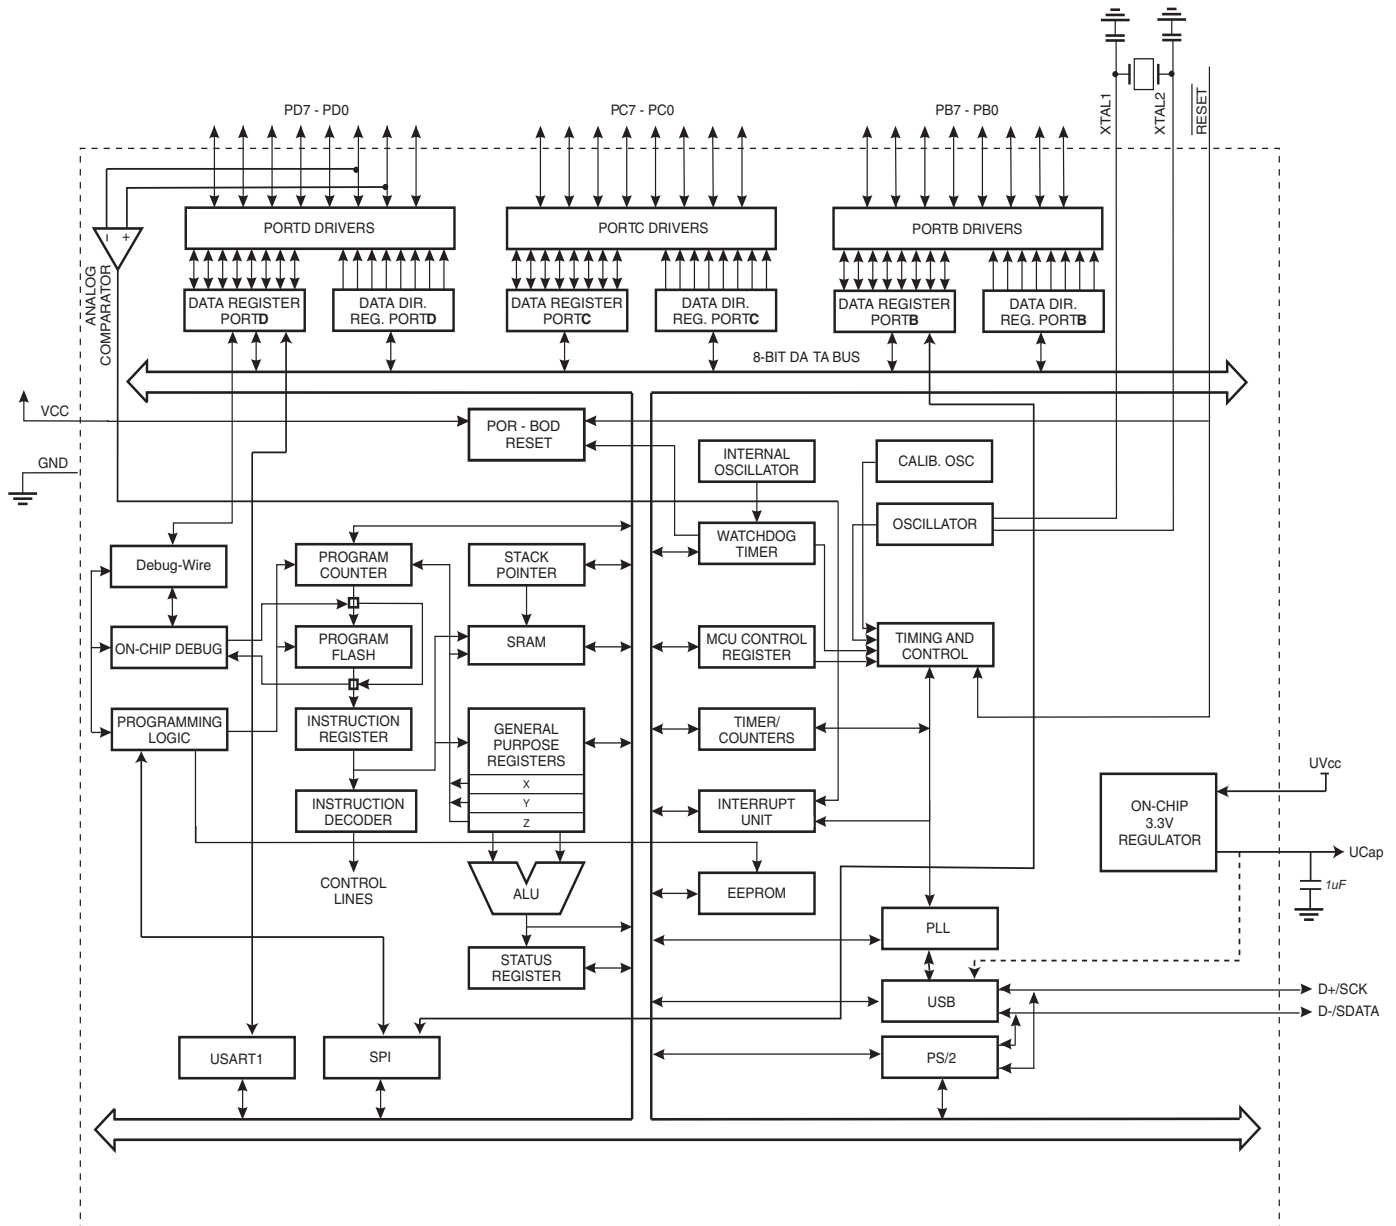 PD7 - PD0
PC7 - PC0
PB7 - PB0
XTAL1
XTAL2
RESET
PORTD DRIVERS
PORTC DRIVERS
PORTB DRIVERS
-
+
ANALOG
COMPARATOR
DATA REGISTER
PORTD
DATA DIR.
REG. PORTD
DATA REGISTER
PORTC
DATA DIR.
REG. PORTC
DATA REGISTER
PORTB
DATA DIR.
REG. PORTB
8-BIT DA TA BUS
VCC
GND
POR - BOD
RESET
INTERNAL
OSCILLATOR
CALIB. OSC
OSCILLATOR
WATCHDOG
TIMER
Debug-Wire
PROGRAM
COUNTER
STACK
POINTER
ON-CHIP DEBUG
PROGRAM
FLASH
SRAM
MCU CONTROL
REGISTER
TIMING AND
CONTROL
PROGRAMMING
LOGIC
INSTRUCTION
REGISTER
GENERAL
PURPOSE
REGISTERS
X
Y
Z
TIMER/
COUNTERS
INSTRUCTION
DECODER
INTERRUPT
UNIT
UVcc
ON-CHIP
3.3V
REGULATOR
UCap
1uF
CONTROL
LINES
ALU
EEPROM
STATUS
REGISTER
PLL
USB
D+/SCK
D-/SDATA
USART1
SPI
PS/2